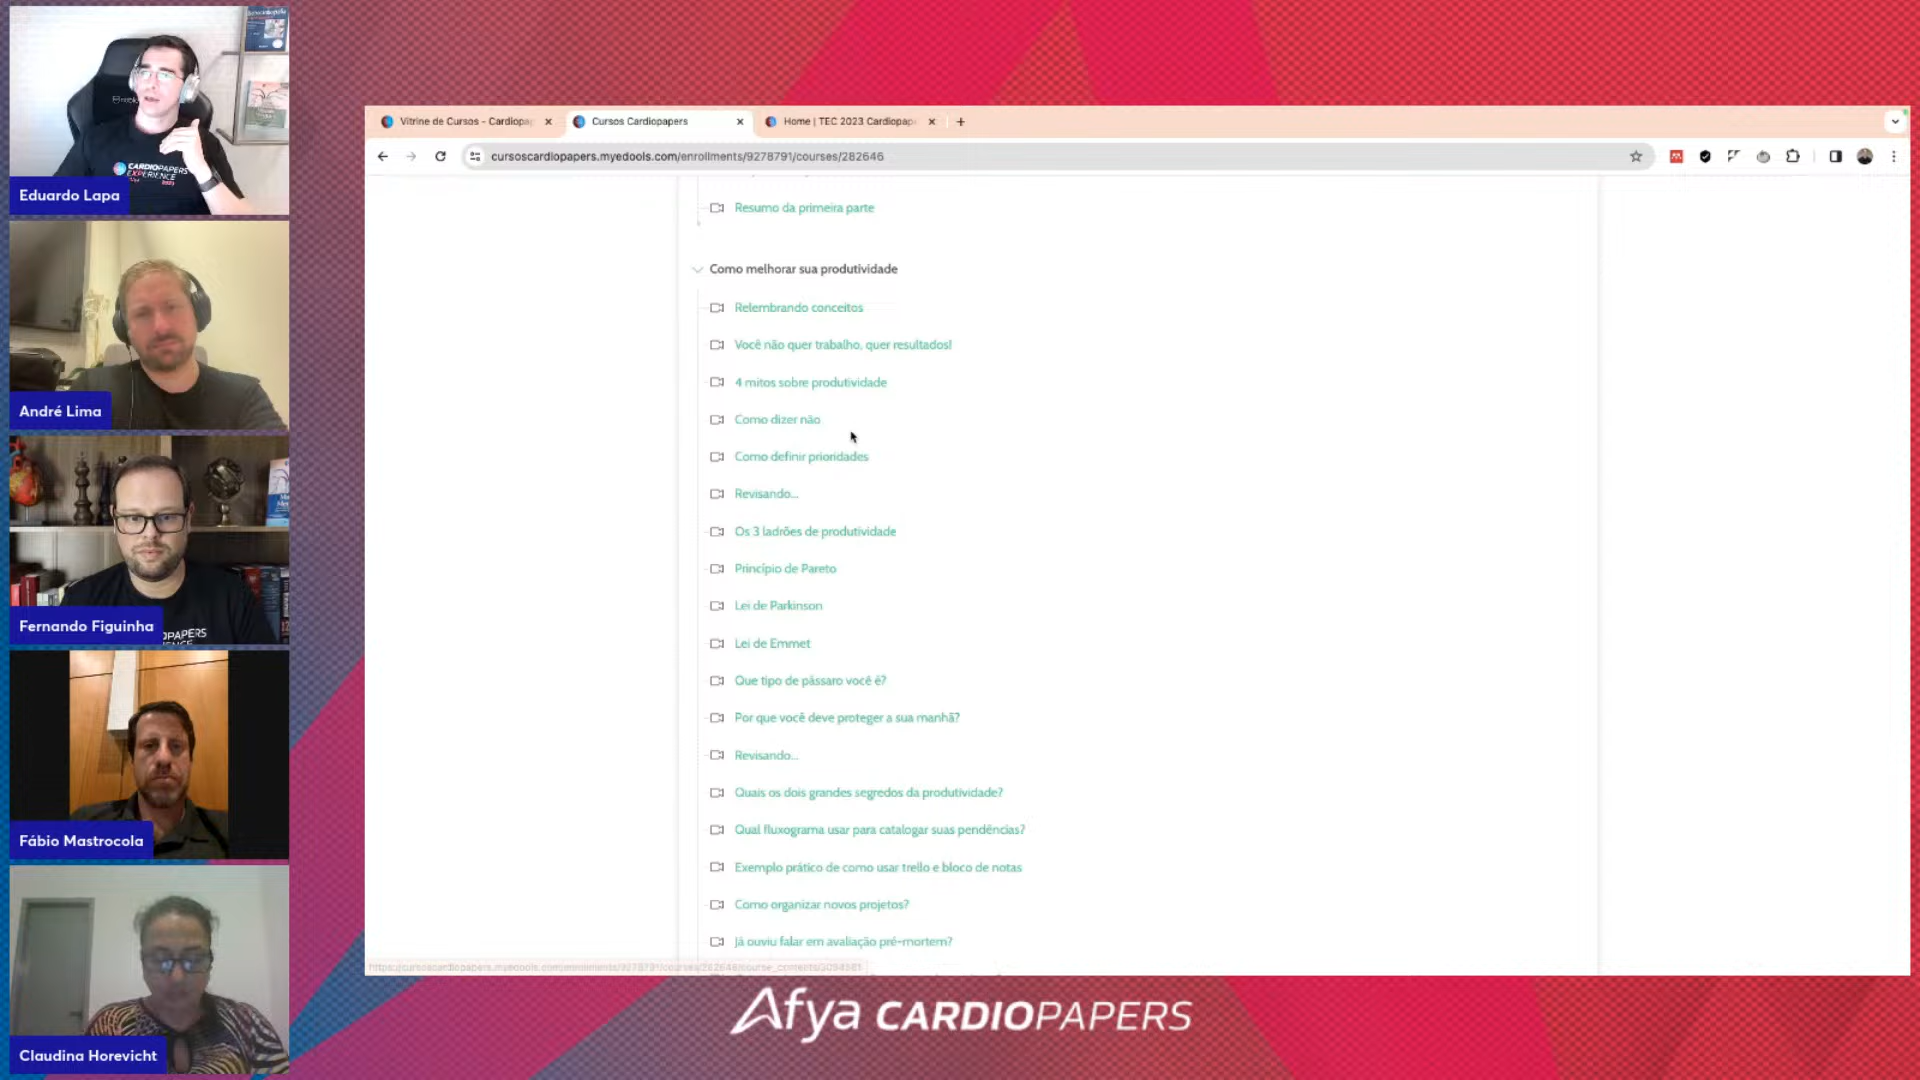 Eduardo Lapa
André Lima
Fernando Figuinha
Fábio Mastrocola
Claudina Horevicht
CARDIOPAPERS
EXPERIENCE
Vitrine de Cursos - Cardiopap
Cursos Cardiopapers
Home | TEC 2023 Cardiopape
cursoscardiopapers.myedools.com/enrollments/9278791/courses/282646
Resumo da primeira parte
Como melhorar sua produtividade
Relembrando conceitos
Você não quer trabalho, quer resultados!
4 mitos sobre produtividade
Como dizer não
Como definir prioridades
Revisando...
Os 3 ladrões de produtividade
Princípio de Pareto
Lei de Parkinson
Lei de Emmet
Que tipo de pássaro você é?
Por que você deve proteger a sua manhã?
Revisando...
Quais os dois grandes segredos da produtividade?
Qual fluxograma usar para catalogar suas pendências?
Exemplo prático de como usar trello e bloco de notas
Como organizar novos projetos?
Já ouviu falar em avaliação pré-mortem?
Afya CARDIOPAPERS